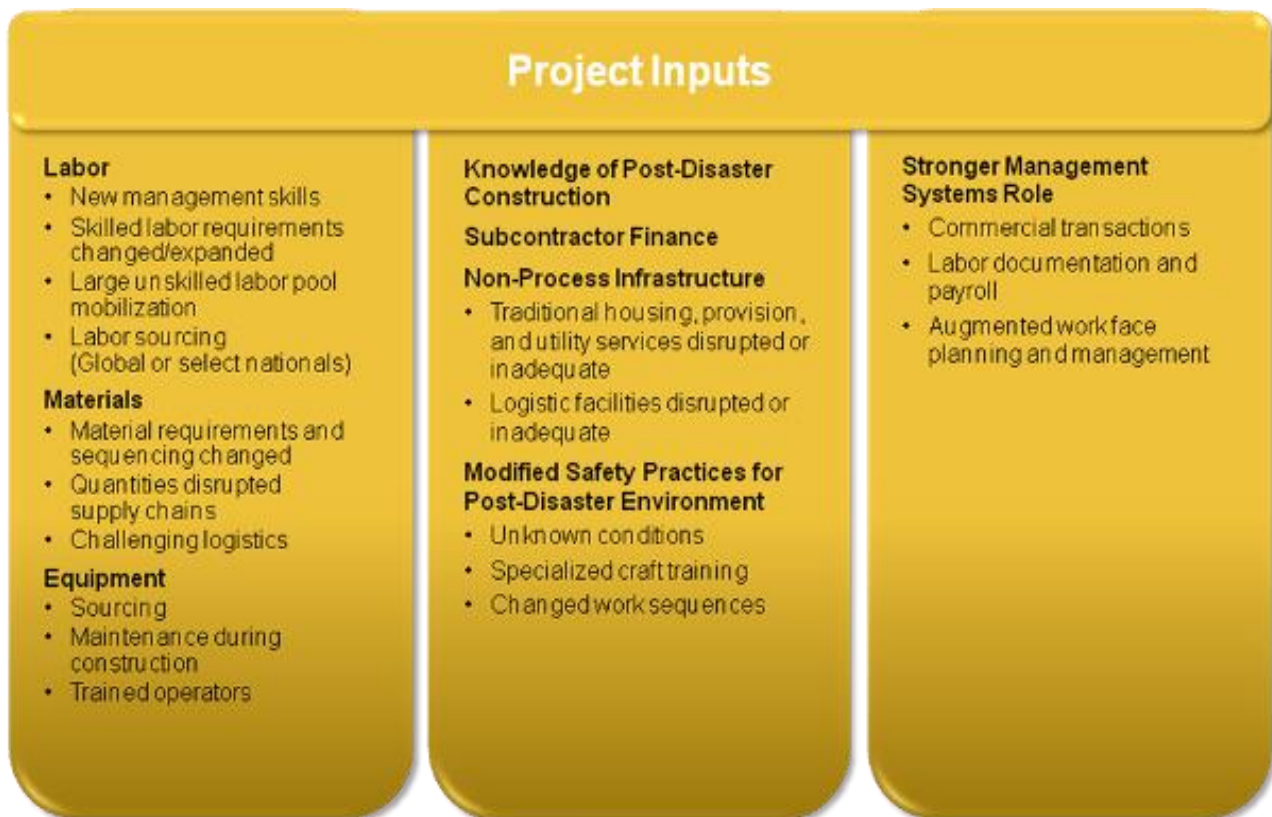 Project Inputs
Labor
• New management skills
• Skilled labor requirements
changed/expanded
• Large unskilled labor pool
mobilization
• Labor sourcing
(Global or select nationals)
Materials
• Material requirements and
sequencing changed
• Quantities disrupted
supply chains
• Challenging logistics
Equipment
• Sourcing
• Maintenance during
construction
• Trained operators
Knowledge of Post-Disaster
Construction
Subcontractor Finance
Non-Process Infrastructure
• Traditional housing, provision,
and utility services disrupted or
inadequate
• Logistic facilities disrupted or
inadequate
Modified Safety Practices for
Post-Disaster Environment
• Unknown conditions
• Specialized craft training
• Changed work sequences
Stronger Management
Systems Role
• Commercial transactions
• Labor documentation and
payroll
• Augmented work face
planning and management